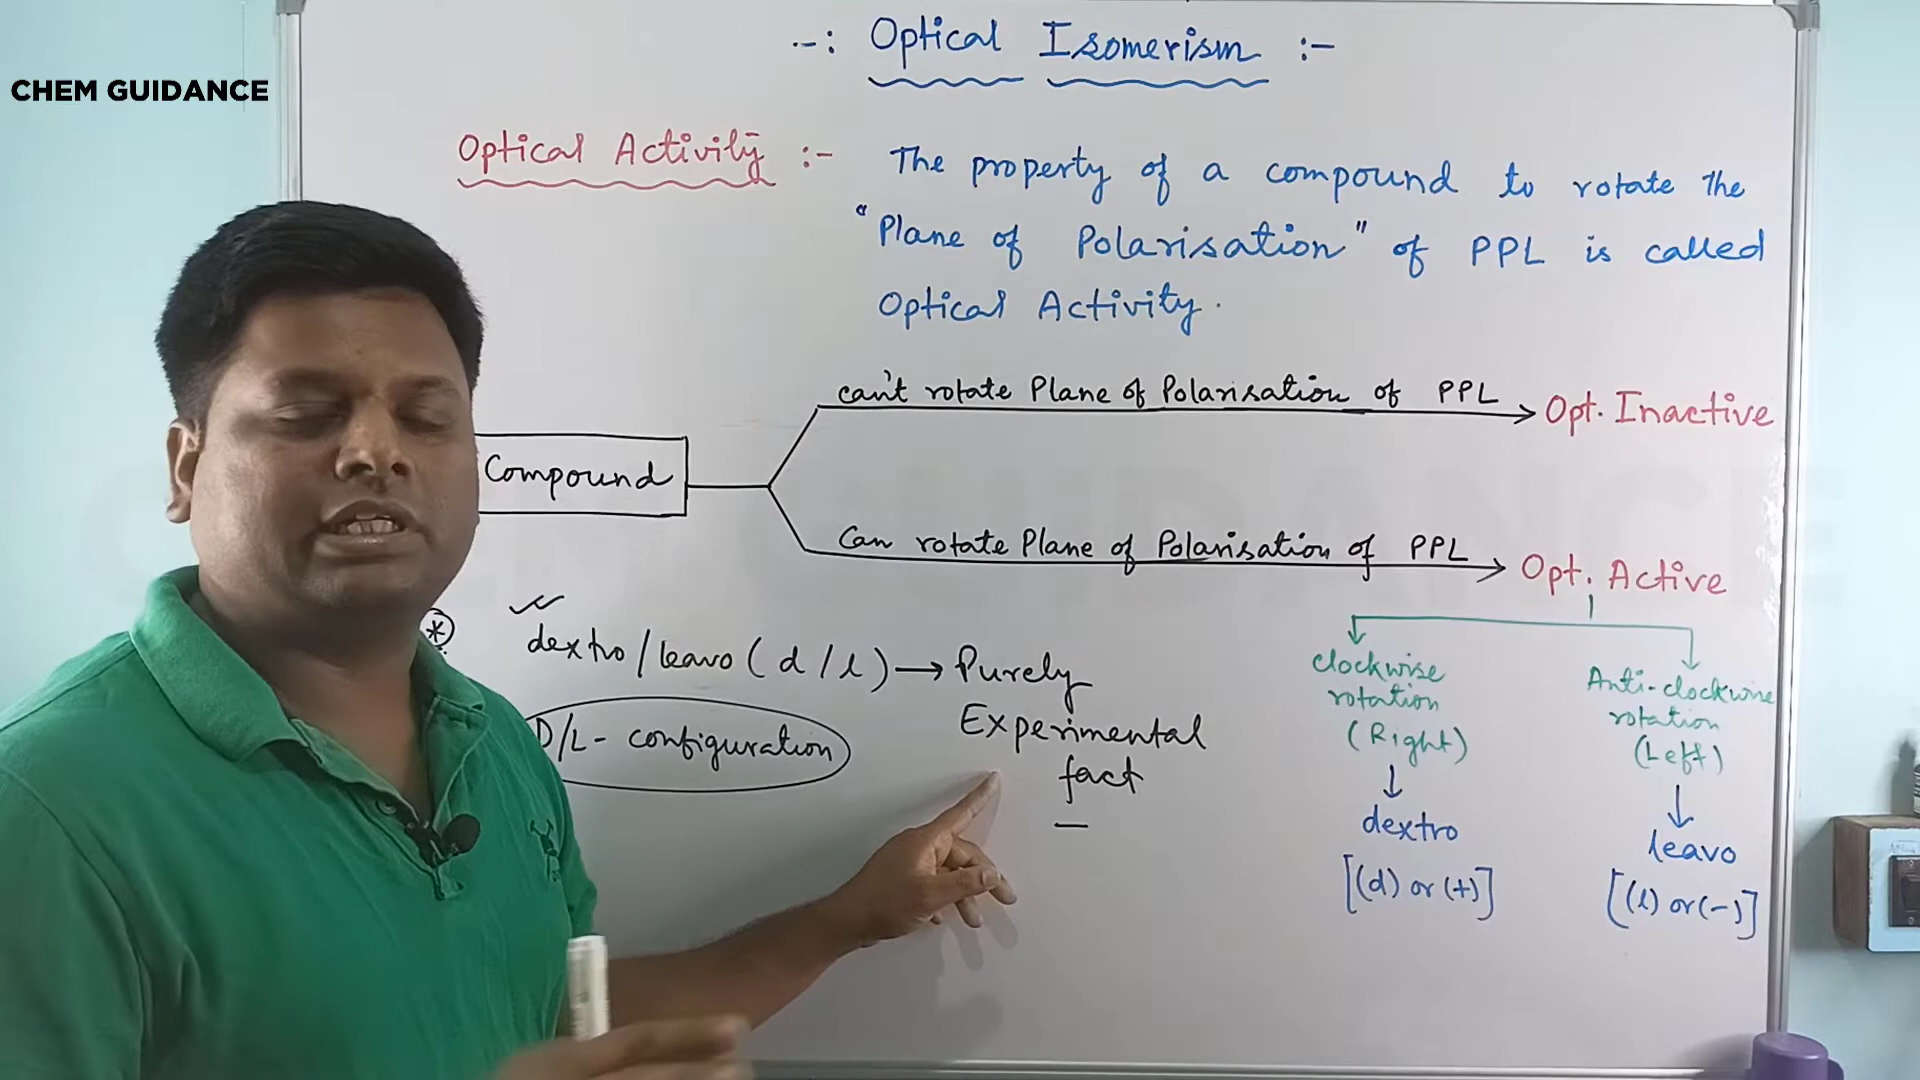 CHEM GUIDANCE
--: Optical Isomerism :-
Optical Activity :- The property of a compound to rotate the
"Plane of Polarisation" of PPL is called
Optical Activity.
can't rotate Plane of Polarisation of PPL → Opt. Inactive
Compound
Can rotate Plane of Polarisation of PPL → Opt. Active
* dextro/leavo (d/l) → Purely
Experimental
fact
D/L- configuration
clockwise
rotation
(Right)
↓
dextro
[(d) or (+)]
Anti-clockwise
rotation
(Left)
↓
leavo
[(l) or (-)]